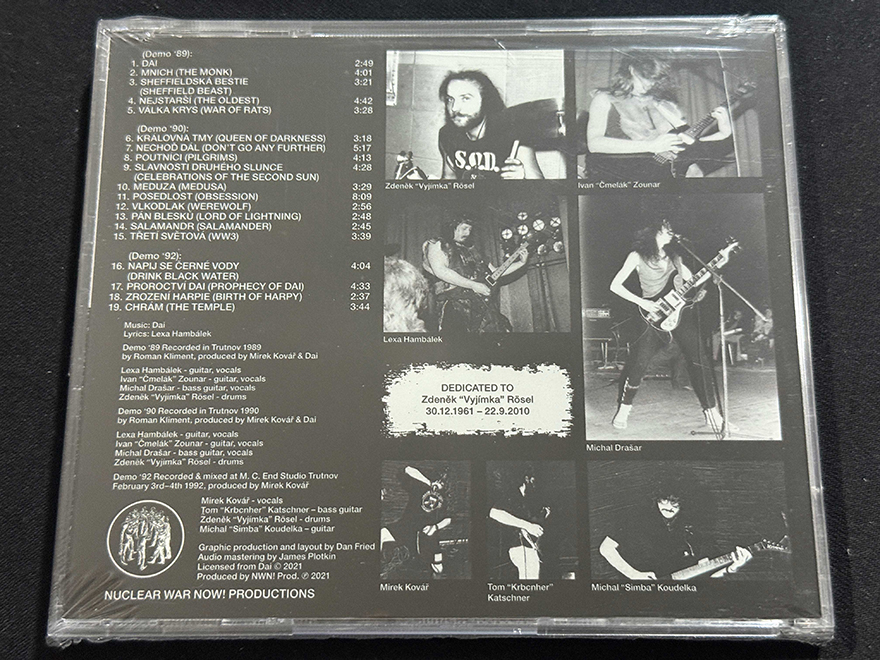 (Demo '89):
1. DAI 2:49
2. MNICH (THE MONK) 4:01
3. SHEFFIELDSKÁ BESTIE 3:21
(SHEFIELD BEAST)
4. NEJSTARŠÍ (THE OLDEST) 4:42
5. VÁLKA KRYS (WAR OF RATS) 3:28
(Demo '90):
6. KRÁLOVNA TMY (QUEEN OF DARKNESS) 3:18
7. NECHOĎ DÁL (DON'T GO ANY FURTHER) 5:17
8. POUTNÍCI (PILGRIMS) 4:13
9. SLAVNOSTI DRUHÉHO SLUNCE 4:28
(CELEBRATIONS OF THE SECOND SUN)
10. MEDUZA (MEDUSA) 3:29
11. POSEDLOST (OBSESSION) 8:09
12. VLKODLAK (WEREWOLF) 2:56
13. PÁN BLESKŮ (LORD OF LIGHTNING) 2:48
14. SALAMANDR (SALAMANDER) 2:45
15. TŘETÍ SVĚTOVÁ (WW3) 3:39
(Demo '92):
16. NAPIJ SE ČERNÉ VODY 4:04
(DRINK BLACK WATER)
17. PROROCTVÍ DAI (PROPHECY OF DAI) 4:33
18. ZROZENÍ HARPIE (BIRTH OF HARPY) 2:37
19. CHRÁM (THE TEMPLE) 3:44
Music: Dai
Lyrics: Lexa Hambálek
Demo '89 Recorded in Trutnov 1989
by Roman Kliment, produced by Mirek Kovář & Dai
Lexa Hambálek - guitar, vocals
Ivan "Čmelák" Zounar - guitar, vocals
Michal Drašar - bass guitar, vocals
Zdeněk "Vyjímka" Rösel - drums
Demo '90 Recorded in Trutnov 1990
by Roman Kliment, produced by Mirek Kovář & Dai
Lexa Hambálek - guitar, vocals
Ivan "Čmelák" Zounar - guitar, vocals
Michal Drašar - bass guitar, vocals
Zdeněk "Vyjímka" Rösel - drums
Demo '92 Recorded & mixed at M. C. End Studio Trutnov
February 3rd–4th 1992, produced by Mirek Kovář
Mirek Kovář - vocals
Tom "Krbcnher" Katschner – bass guitar
Zdeněk "Vyjímka" Rösel - drums
Michal "Simba" Koudelka – guitar
Graphic production and layout by Dan Fried
Audio mastering by James Plotkin
Licensed from Dai © 2021
Produced by NWN! Prod. ℗ 2021
NUCLEAR WAR NOW! PRODUCTIONS
S.O.D.
Zdeněk "Vyjímka" Rösel
Ivan "Čmelák" Zounar
Lexa Hambálek
Michal Drašar
DEDICATED TO
Zdeněk "Vyjímka" Rösel
30.12.1961 – 22.9.2010
Mirek Kovář
Tom "Krbcnher"
Katschner
Michal "Simba" Koudelka